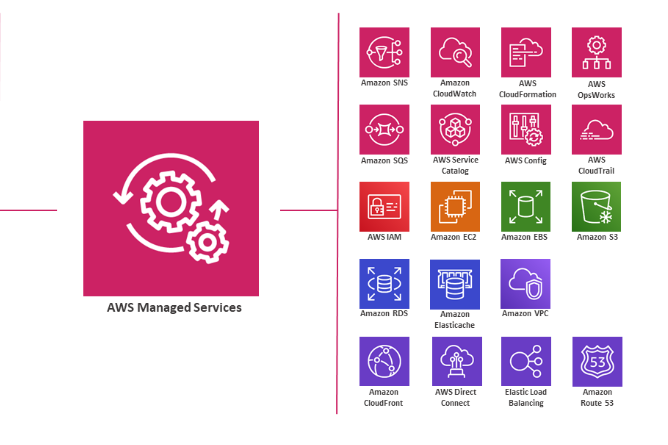 AWS Managed Services
Amazon SNS
Amazon
CloudWatch
AWS
CloudFormation
AWS
OpsWorks
Amazon SQS
AWS Service
Catalog
AWS Config
AWS
CloudTrail
AWS IAM
Amazon EC2
Amazon EBS
Amazon S3
Amazon RDS
Amazon
Elasticache
Amazon VPC
Amazon
CloudFront
AWS Direct
Connect
Elastic Load
Balancing
53
Amazon
Route 53